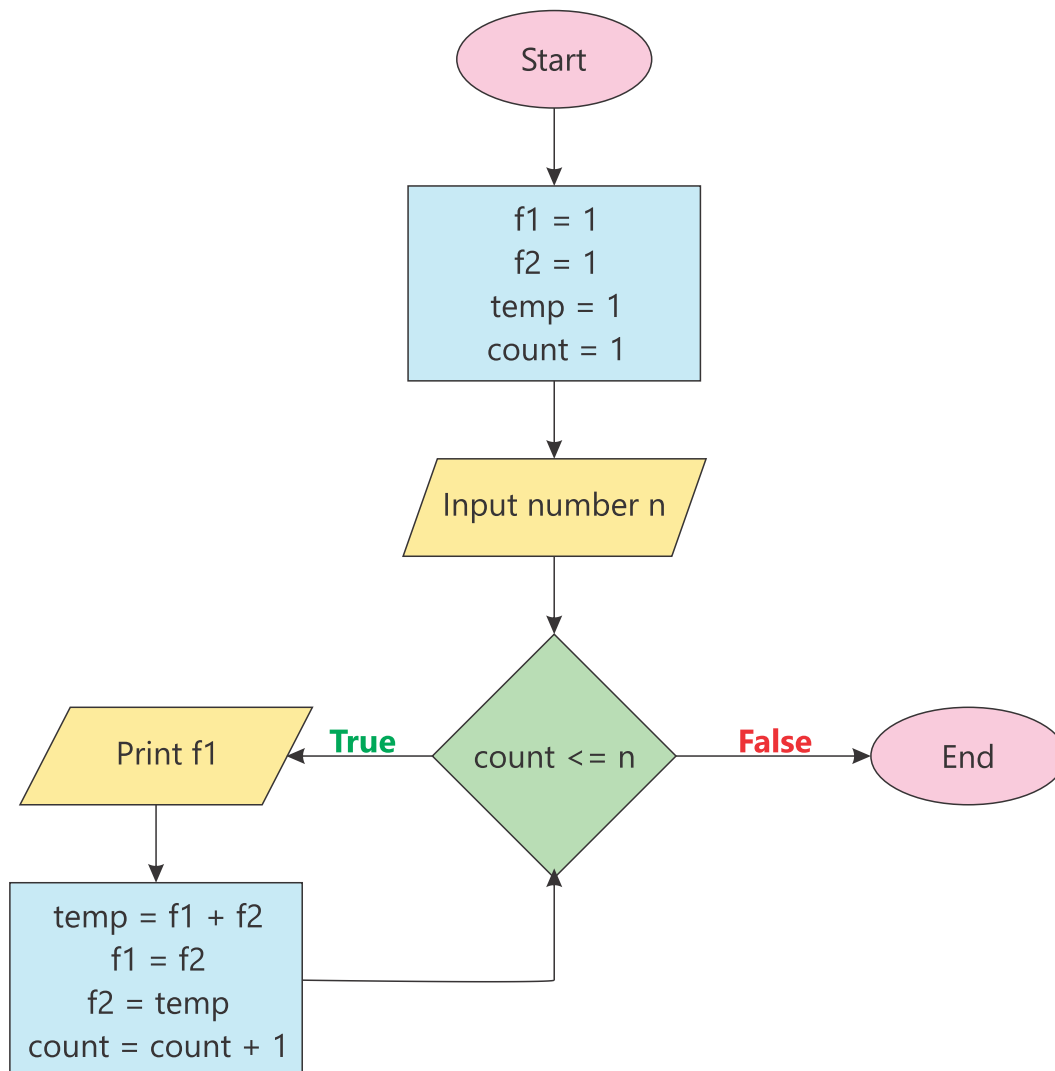 Start
f1 = 1
f2 = 1
temp = 1
count = 1
Input number n
count <= n
True
Print f1
False
End
temp = f1 + f2
f1 = f2
f2 = temp
count = count + 1